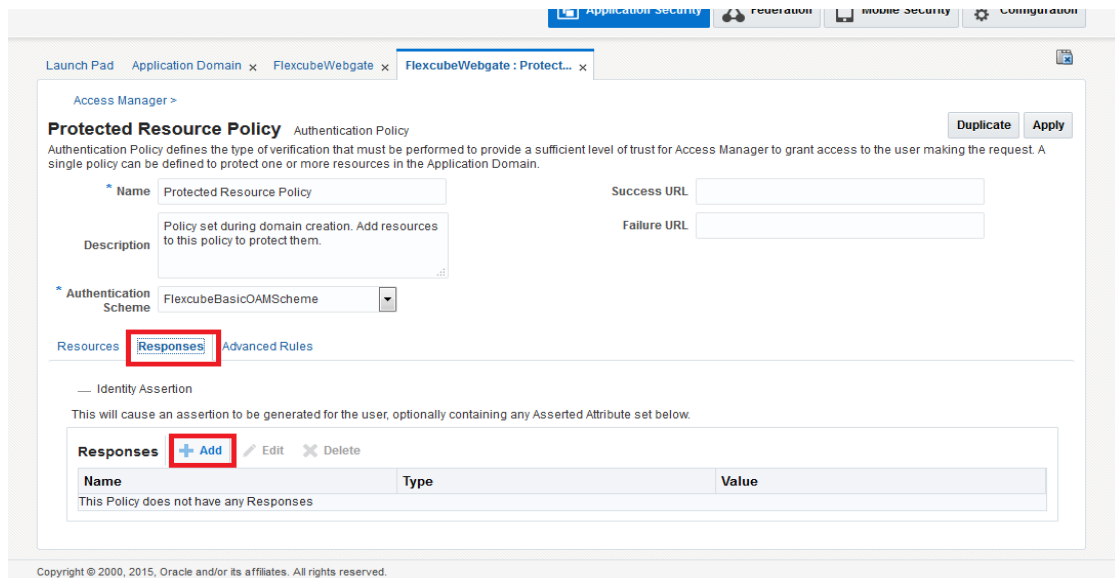 Application Security Federation Mobile Security Configuration
Launch Pad Application Domain x FlexcubeWebgate x FlexcubeWebgate : Protect... x
Access Manager >
Protected Resource Policy Authentication Policy
Duplicate Apply
Authentication Policy defines the type of verification that must be performed to provide a sufficient level of trust for Access Manager to grant access to the user making the request. A
single policy can be defined to protect one or more resources in the Application Domain.
* Name Protected Resource Policy
Success URL
Description Policy set during domain creation. Add resources
to this policy to protect them.
Failure URL
* Authentication
Scheme FlexcubeBasicOAMScheme
Resources Responses Advanced Rules
Identity Assertion
This will cause an assertion to be generated for the user, optionally containing any Asserted Attribute set below.
Responses Add Edit Delete
Name Type Value
This Policy does not have any Responses
Copyright © 2000, 2015, Oracle and/or its affiliates. All rights reserved.